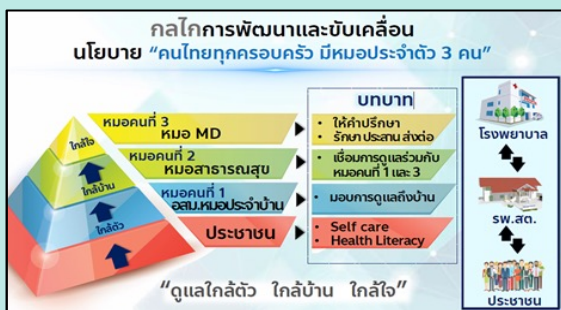 กลไกการพัฒนาและขับเคลื่อน
นโยบาย “คนไทยทุกครอบครัว มีหมอประจำตัว 3 คน”
บทบาท
หมอคนที่ 3
หมอ MD
ใกล้ใจ
• ให้คำปรึกษา
• รักษา ประสาน ส่งต่อ
โรงพยาบาล
หมอคนที่ 2
หมอสาธารณสุข
ใกล้บ้าน
• เชื่อมการดูแลร่วมกับ
หมอคนที่ 1 และ 3
หมอคนที่ 1
อสม.หมอประจำบ้าน
ใกล้ตัว
• มอบการดูแลถึงบ้าน
รพ.สต.
ประชาชน
• Self care
• Health Literacy
ประชาชน
“ดูแลใกล้ตัว ใกล้บ้าน ใกล้ใจ”